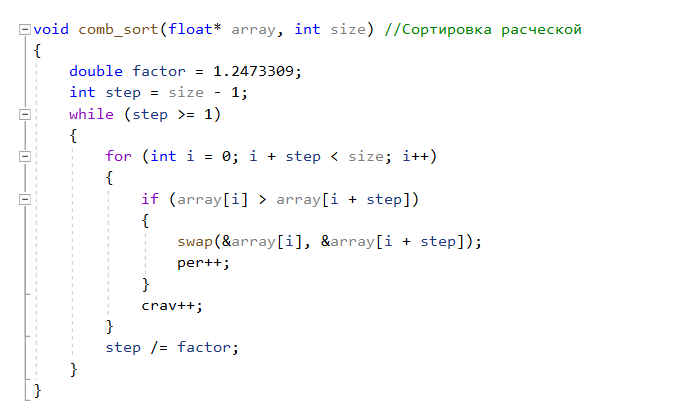 void comb_sort(float* array, int size) //Сортировка расческой
{
double factor = 1.2473309;
int step = size - 1;
while (step >= 1)
{
for (int i = 0; i + step < size; i++)
{
if (array[i] > array[i + step])
{
swap(&array[i], &array[i + step]);
per++;
}
crav++;
}
step /= factor;
}
}